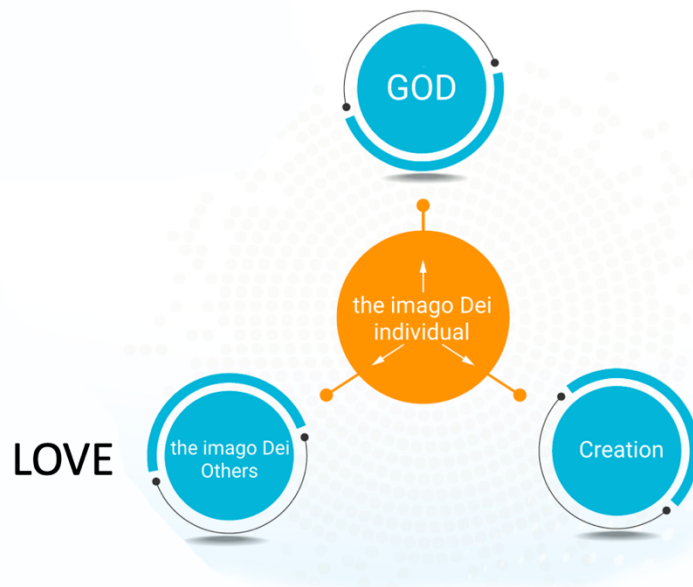 GOD
the imago Dei
individual
LOVE
the imago Dei
Others
Creation